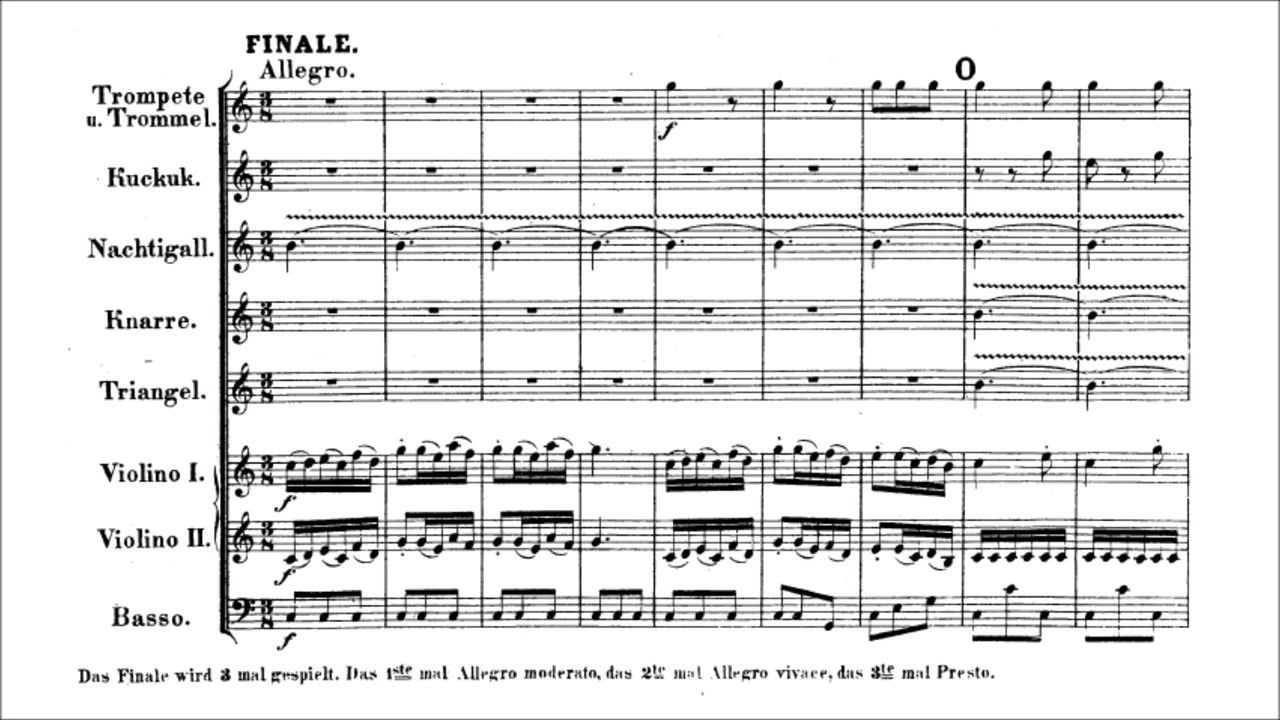 FINALE.
Allegro.
O
Trompete
u. Trommel.
f
Kuckuk.
Nachtigall.
Knarre.
Triangel.
Violino I.
f
Violino II.
f
Basso.
f
Das Finale wird 3 mal gespielt. Das 1ste mal Allegro moderato, das 2te mal Allegro vivace, das 3te mal Presto.